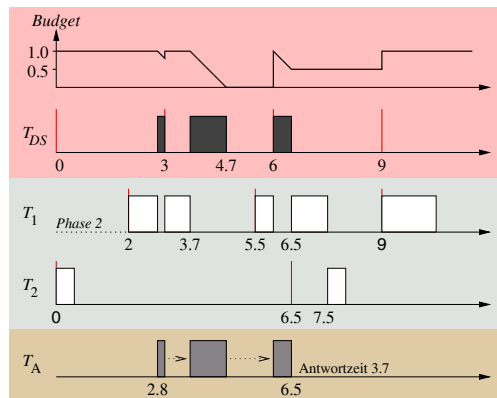 Budget
1.0
0.5
T_DS
0 3 4.7 6 9
T_1
Phase 2
2 3.7 5.5 6.5 9
T_2
0 6.5 7.5
T_A
Antwortzeit 3.7
2.8 6.5